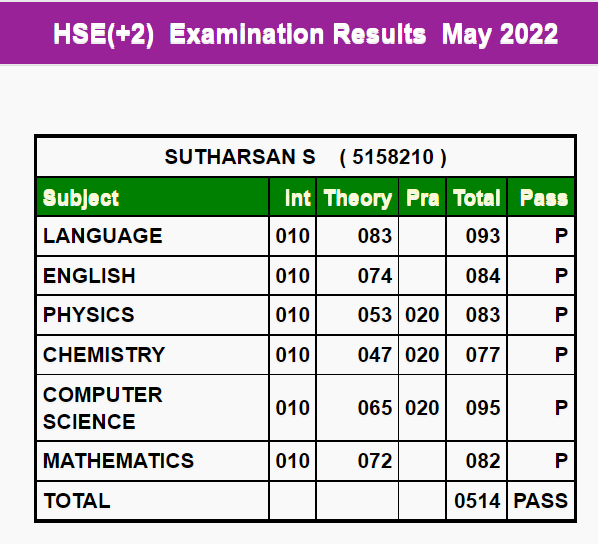 HSE(+2) Examination Results May 2022
SUTHARSAN S ( 5158210 )
Subject Int Theory Pra Total Pass
LANGUAGE 010 083 093 P
ENGLISH 010 074 084 P
PHYSICS 010 053 020 083 P
CHEMISTRY 010 047 020 077 P
COMPUTER
SCIENCE 010 065 020 095 P
MATHEMATICS 010 072 082 P
TOTAL 0514 PASS